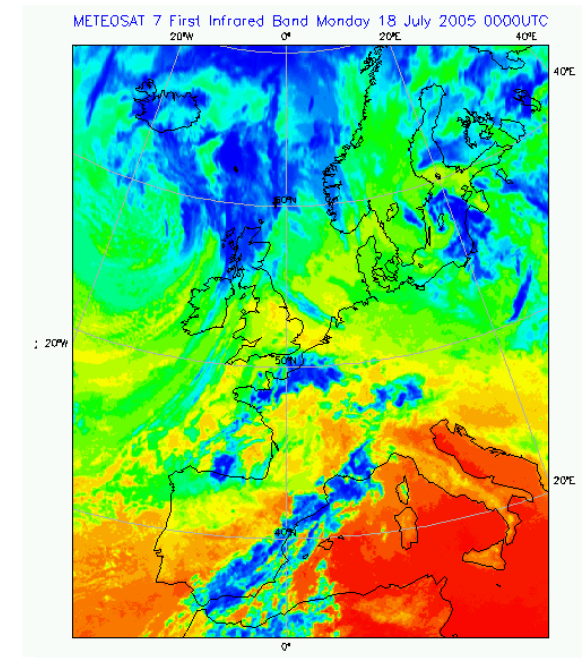 METEOSAT 7 First Infrared Band Monday 18 July 2005 0000UTC
20°W 0° 20°E 40°E
40°E
60°N
: 20°W
50°N
20°E
40°N
0°